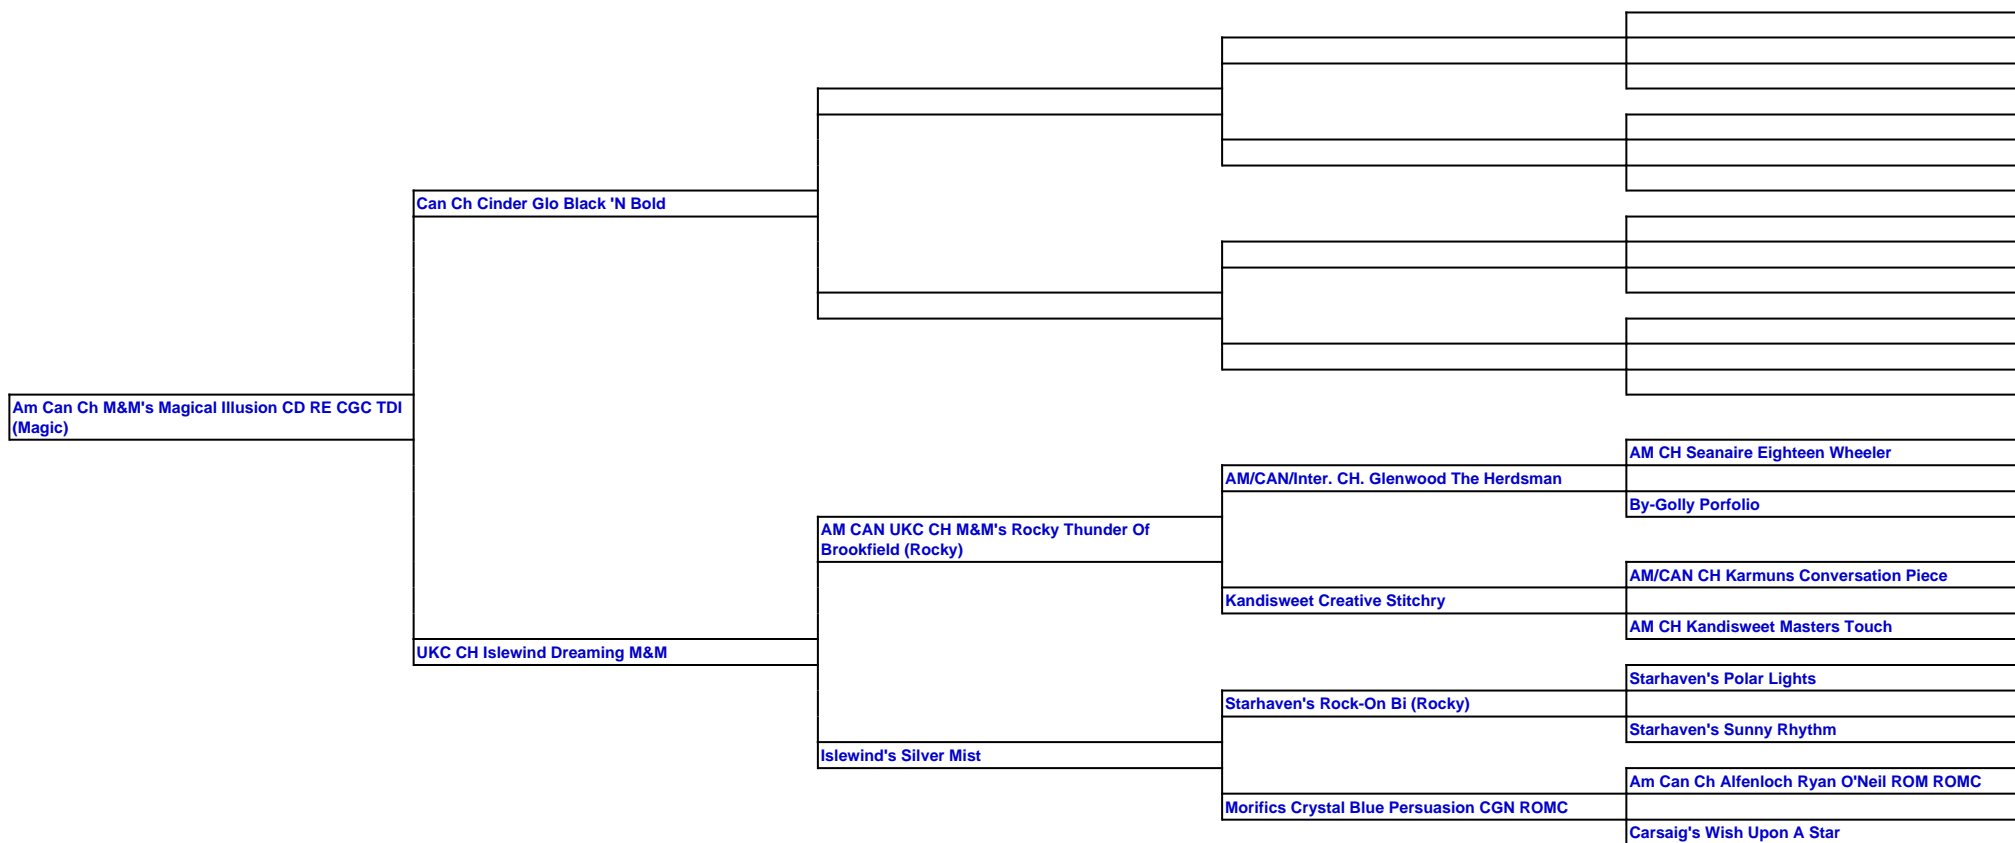 Can Ch Cinder Glo Black 'N Bold
Am Can Ch M&M's Magical Illusion CD RE CGC TDI
(Magic)
AM CH Seanaire Eighteen Wheeler
AM/CAN/Inter. CH. Glenwood The Herdsman
By-Golly Porfolio
AM CAN UKC CH M&M's Rocky Thunder Of
Brookfield (Rocky)
AM/CAN CH Karmuns Conversation Piece
Kandisweet Creative Stitchry
AM CH Kandisweet Masters Touch
UKC CH Islewind Dreaming M&M
Starhaven's Polar Lights
Starhaven's Rock-On Bi (Rocky)
Starhaven's Sunny Rhythm
Islewind's Silver Mist
Am Can Ch Alfenloch Ryan O'Neil ROM ROMC
Morifics Crystal Blue Persuasion CGN ROMC
Carsaig's Wish Upon A Star